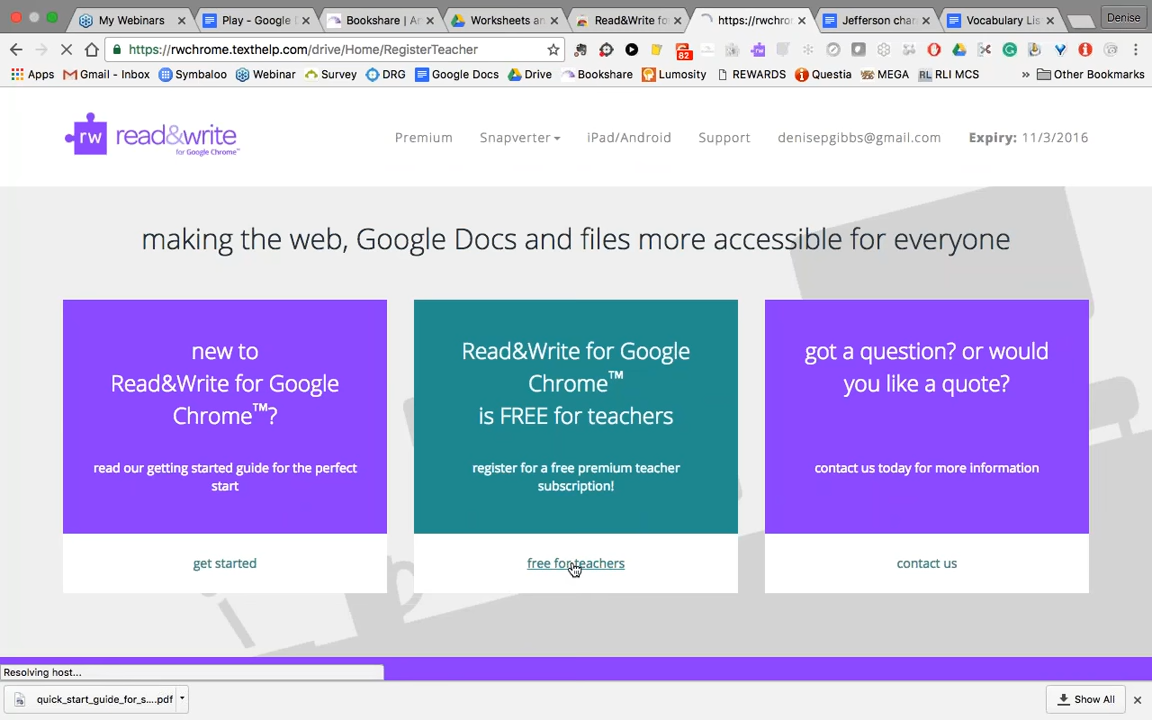 My Webinars
Play - Google D
Bookshare | An
Worksheets an
Read&Write fo
https://rwchrom
Jefferson char
Vocabulary Lis
Denise
https://rwchrome.texthelp.com/drive/Home/RegisterTeacher
82
Apps
Gmail - Inbox
Symbaloo
Webinar
Survey
DRG
Google Docs
Drive
Bookshare
Lumosity
REWARDS
Questia
MEGA
RLI MCS
»
Other Bookmarks
rw read&write
for Google Chrome™
Premium
Snapverter
iPad/Android
Support
denisepgibbs@gmail.com
Expiry: 11/3/2016
making the web, Google Docs and files more accessible for everyone
new to
Read&Write for Google
Chrome™?
read our getting started guide for the perfect
start
get started
Read&Write for Google
Chrome™
is FREE for teachers
register for a free premium teacher
subscription!
free for teachers
got a question? or would
you like a quote?
contact us today for more information
contact us
Resolving host...
quick_start_guide_for_s....pdf
Show All